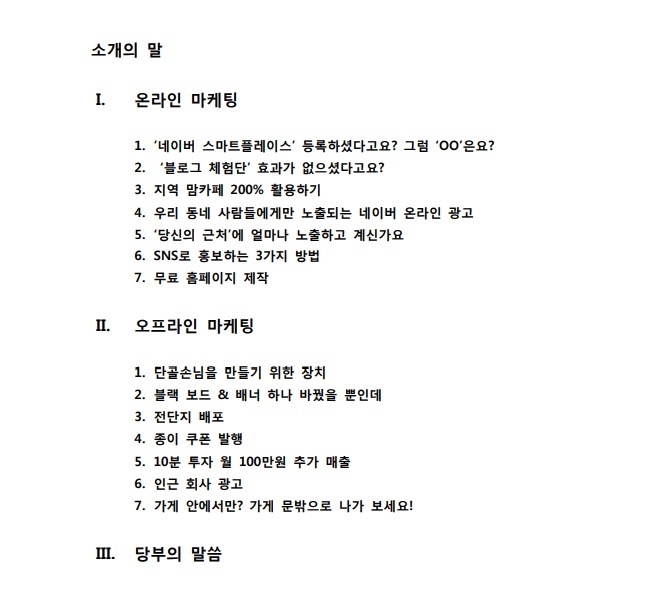 소개의 말
I. 온라인 마케팅
1. '네이버 스마트플레이스' 등록하셨다고요? 그럼 'OO'은요?
2. '블로그 체험단' 효과가 없으셨다고요?
3. 지역 맘카페 200% 활용하기
4. 우리 동네 사람들에게만 노출되는 네이버 온라인 광고
5. '당신의 근처'에 얼마나 노출하고 계신가요
6. SNS로 홍보하는 3가지 방법
7. 무료 홈페이지 제작
II. 오프라인 마케팅
1. 단골손님을 만들기 위한 장치
2. 블랙 보드 & 배너 하나 바꿨을 뿐인데
3. 전단지 배포
4. 종이 쿠폰 발행
5. 10분 투자 월 100만원 추가 매출
6. 인근 회사 광고
7. 가게 안에서만? 가게 문밖으로 나가 보세요!
III. 당부의 말씀